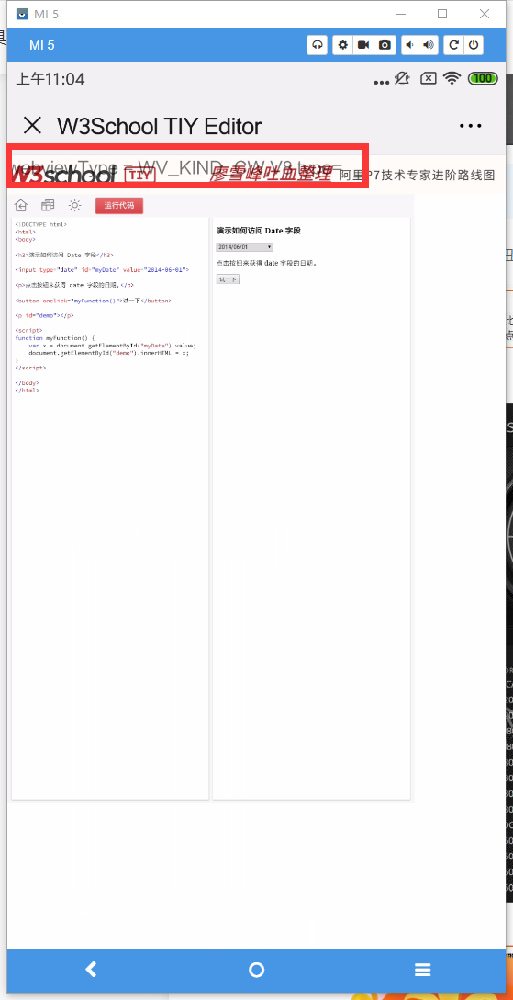 MI 5
MI 5
上午11:04
100
W3School TIY Editor
webviewType = WV_KIND_CW V8 type=
W3school TIY
廖雪峰吐血整理 阿里P7技术专家进阶路线图
运行代码
<!DOCTYPE html>
<html>
<body>
<h3>演示如何访问 Date 字段</h3>
<input type="date" id="myDate" value="2014-06-01">
<p>点击按钮来获得 date 字段的日期。</p>
<button onclick="myFunction()">试一下</button>
<p id="demo"></p>
<script>
function myFunction() {
var x = document.getElementById("myDate").value;
document.getElementById("demo").innerHTML = x;
}
</script>
</body>
</html>
演示如何访问 Date 字段
2014/06/01
点击按钮来获得 date 字段的日期。
试一下